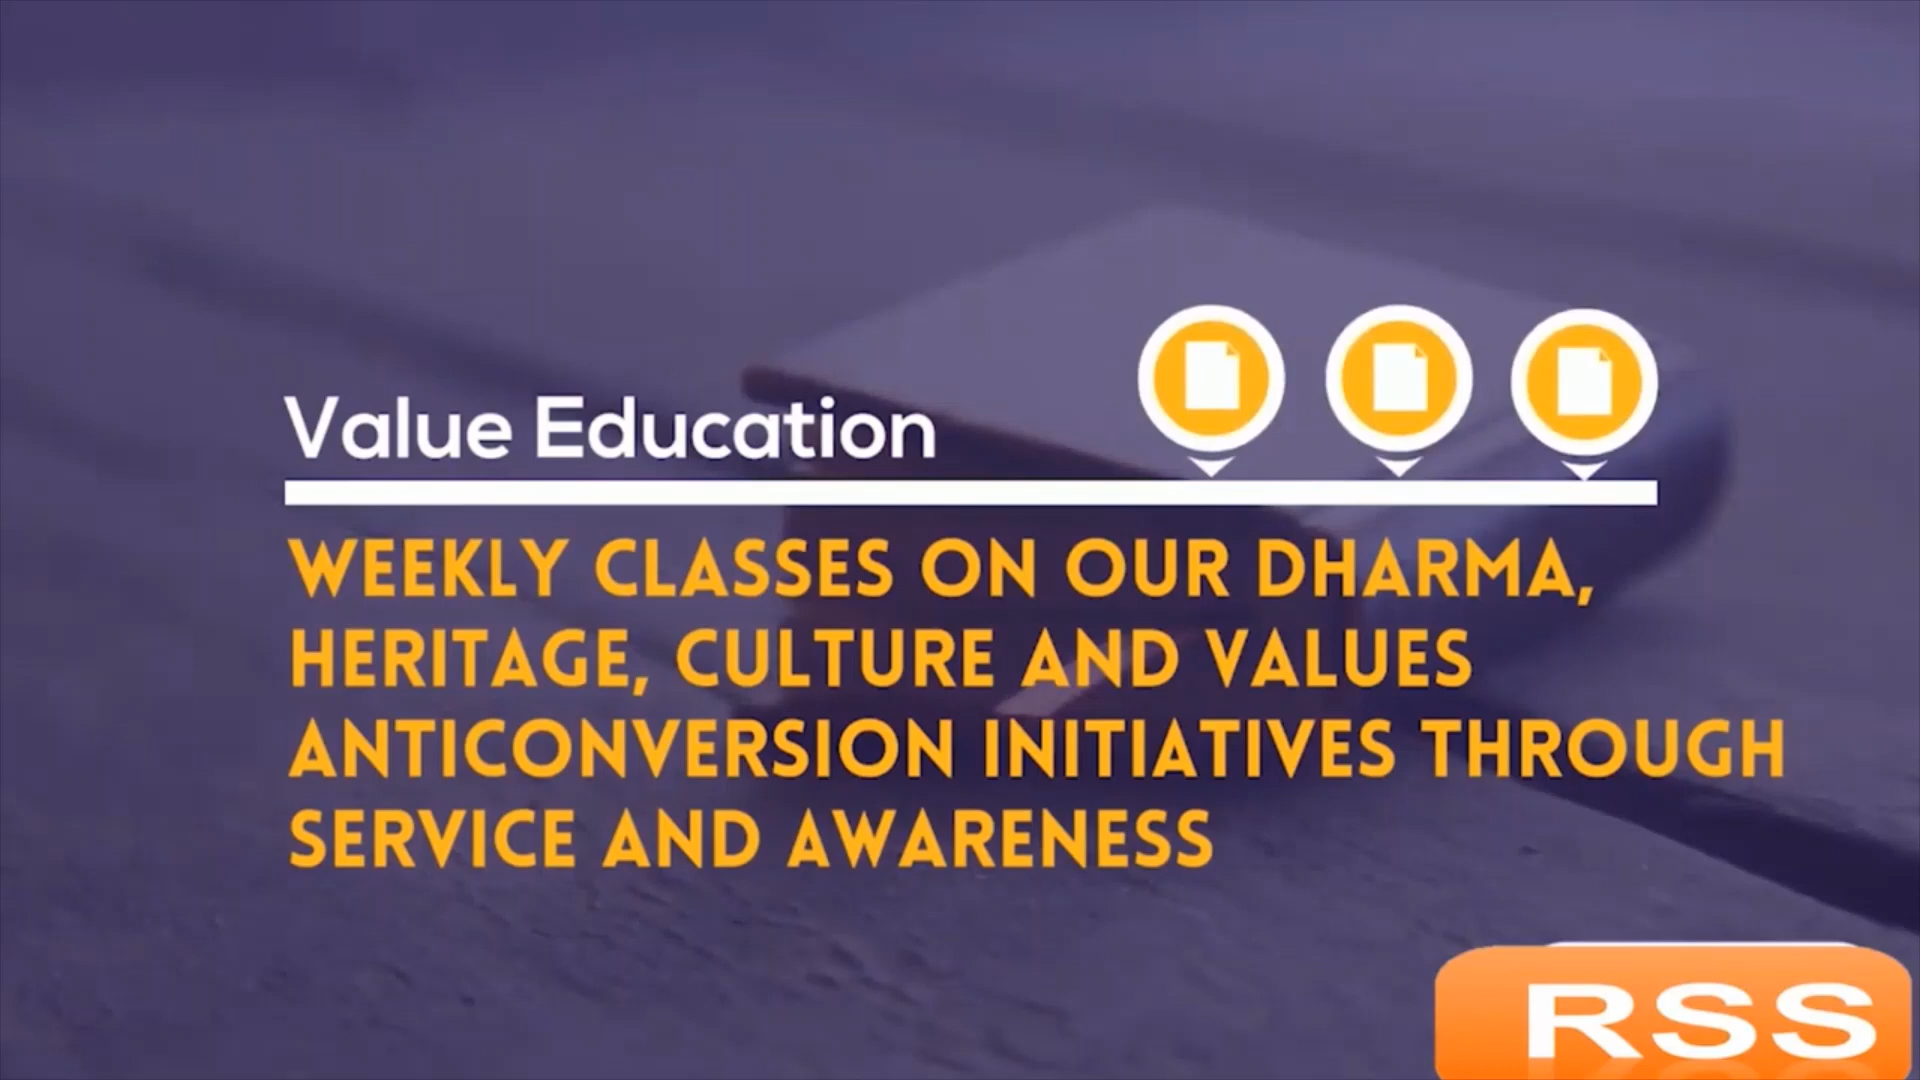 Value Education
WEEKLY CLASSES ON OUR DHARMA,
HERITAGE, CULTURE AND VALUES
ANTICONVERSION INITIATIVES THROUGH
SERVICE AND AWARENESS
RSS